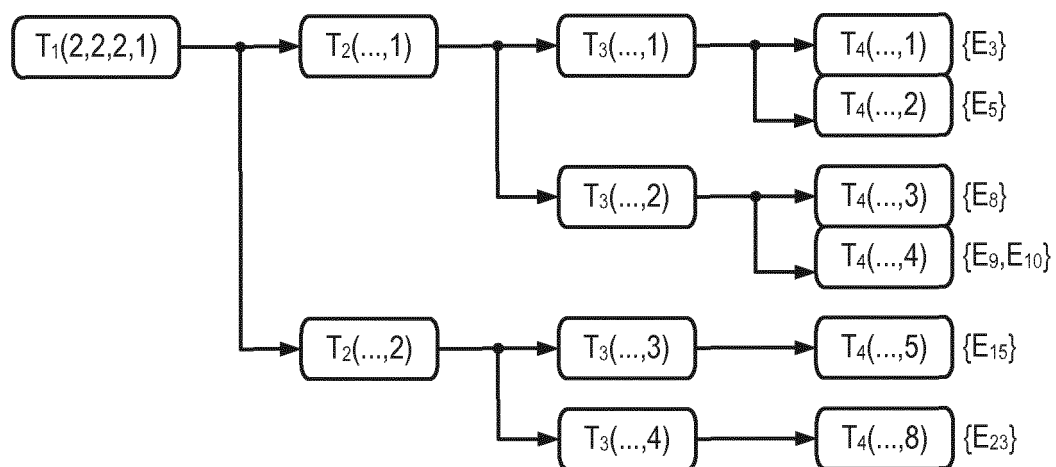 T₁(2,2,2,1) T₂(...,1) T₃(...,1) T₄(...,1) {E₃}
T₄(...,2) {E₅}
T₃(...,2) T₄(...,3) {E₈}
T₄(...,4) {E₉,E₁₀}
T₂(...,2) T₃(...,3) T₄(...,5) {E₁₅}
T₃(...,4) T₄(...,8) {E₂₃}